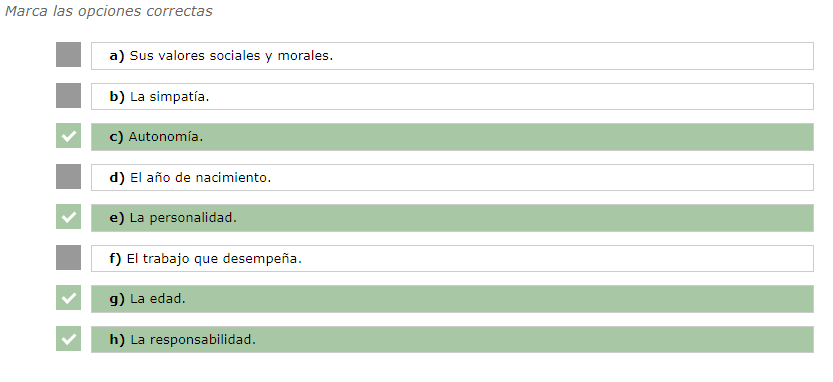 Marca las opciones correctas
a) Sus valores sociales y morales.
b) La simpatía.
c) Autonomía.
d) El año de nacimiento.
e) La personalidad.
f) El trabajo que desempeña.
g) La edad.
h) La responsabilidad.